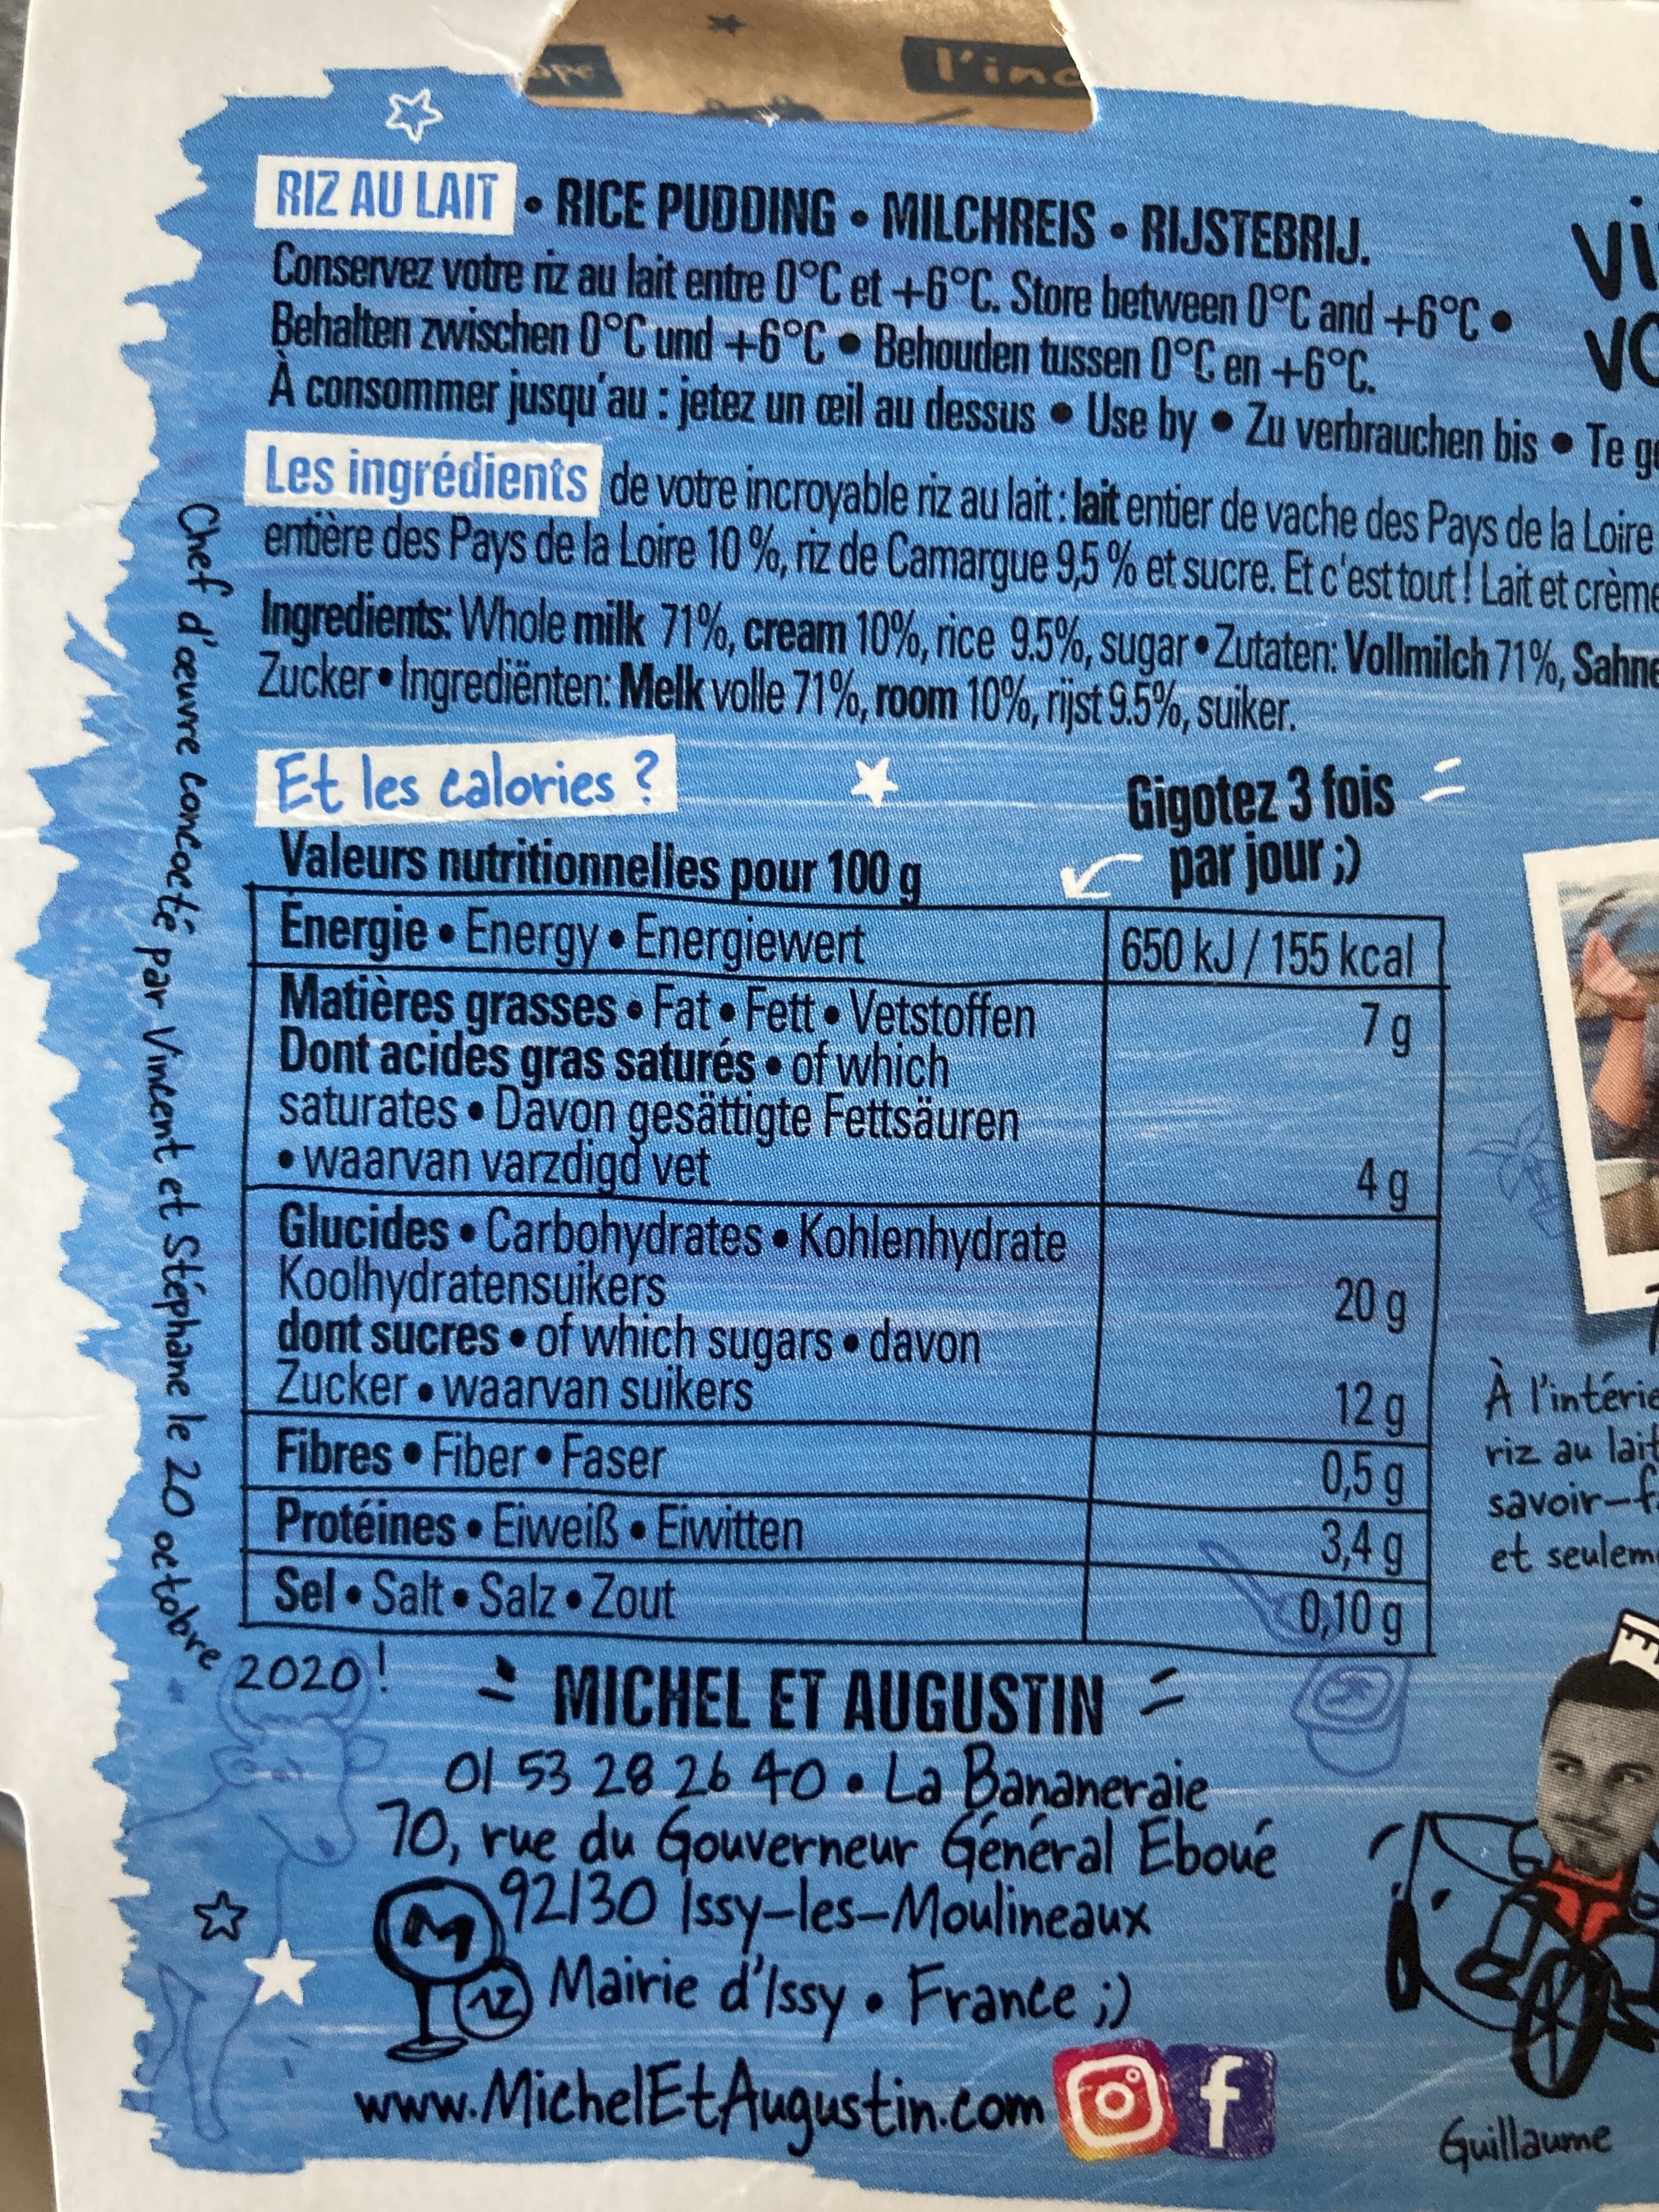 l'inc
RIZ AU LAIT • RICE PUDDING • MILCHREIS • RIJSTEBRIJ.
Conservez votre riz au lait entre 0°C et +6°C. Store between 0°C and +6°C •
Behalten zwischen 0°C und +6°C • Behouden tussen 0°C en +6°C.
À consommer jusqu'au : jetez un œil au dessus • Use by • Zu verbrauchen bis • Te
Les ingrédients de votre incroyable riz au lait : lait entier de vache des Pays de la Loire
entière des Pays de la Loire 10 %, riz de Camargue 9,5 % et sucre. Et c'est tout ! Lait et crème
Ingredients: Whole milk 71%, cream 10%, rice 9.5%, sugar • Zutaten: Vollmilch 71%, Sahne
Zucker • Ingrediënten: Melk volle 71%, room 10%, rijst 9.5%, suiker.
Et les calories ?
Gigotez 3 fois
par jour ;)
Valeurs nutritionnelles pour 100 g
Énergie • Energy • Energiewert 650 kJ / 155 kcal
Matières grasses • Fat • Fett • Vetstoffen 7 g
Dont acides gras saturés • of which
saturates • Davon gesättigte Fettsäuren
• waarvan varzdigd vet 4 g
Glucides • Carbohydrates • Kohlenhydrate
Koolhydratensuikers 20 g
dont sucres • of which sugars • davon
Zucker • waarvan suikers 12 g
Fibres • Fiber • Faser 0,5 g
Protéines • Eiweiß • Eiwitten 3,4 g
Sel • Salt • Salz • Zout 0,10 g
Chef d'œuvre concocté par Vincent et Stéphane le 20 octobre
2020 !
MICHEL ET AUGUSTIN
01 53 28 26 40 • La Bananeraie
70, rue du Gouverneur Général Eboué
92130 Issy-les-Moulineaux
M 12 Mairie d'Issy • France ;)
www.MichelEtAugustin.com
À l'intérie
riz au lait
savoir-f
et seulem
Guillaume